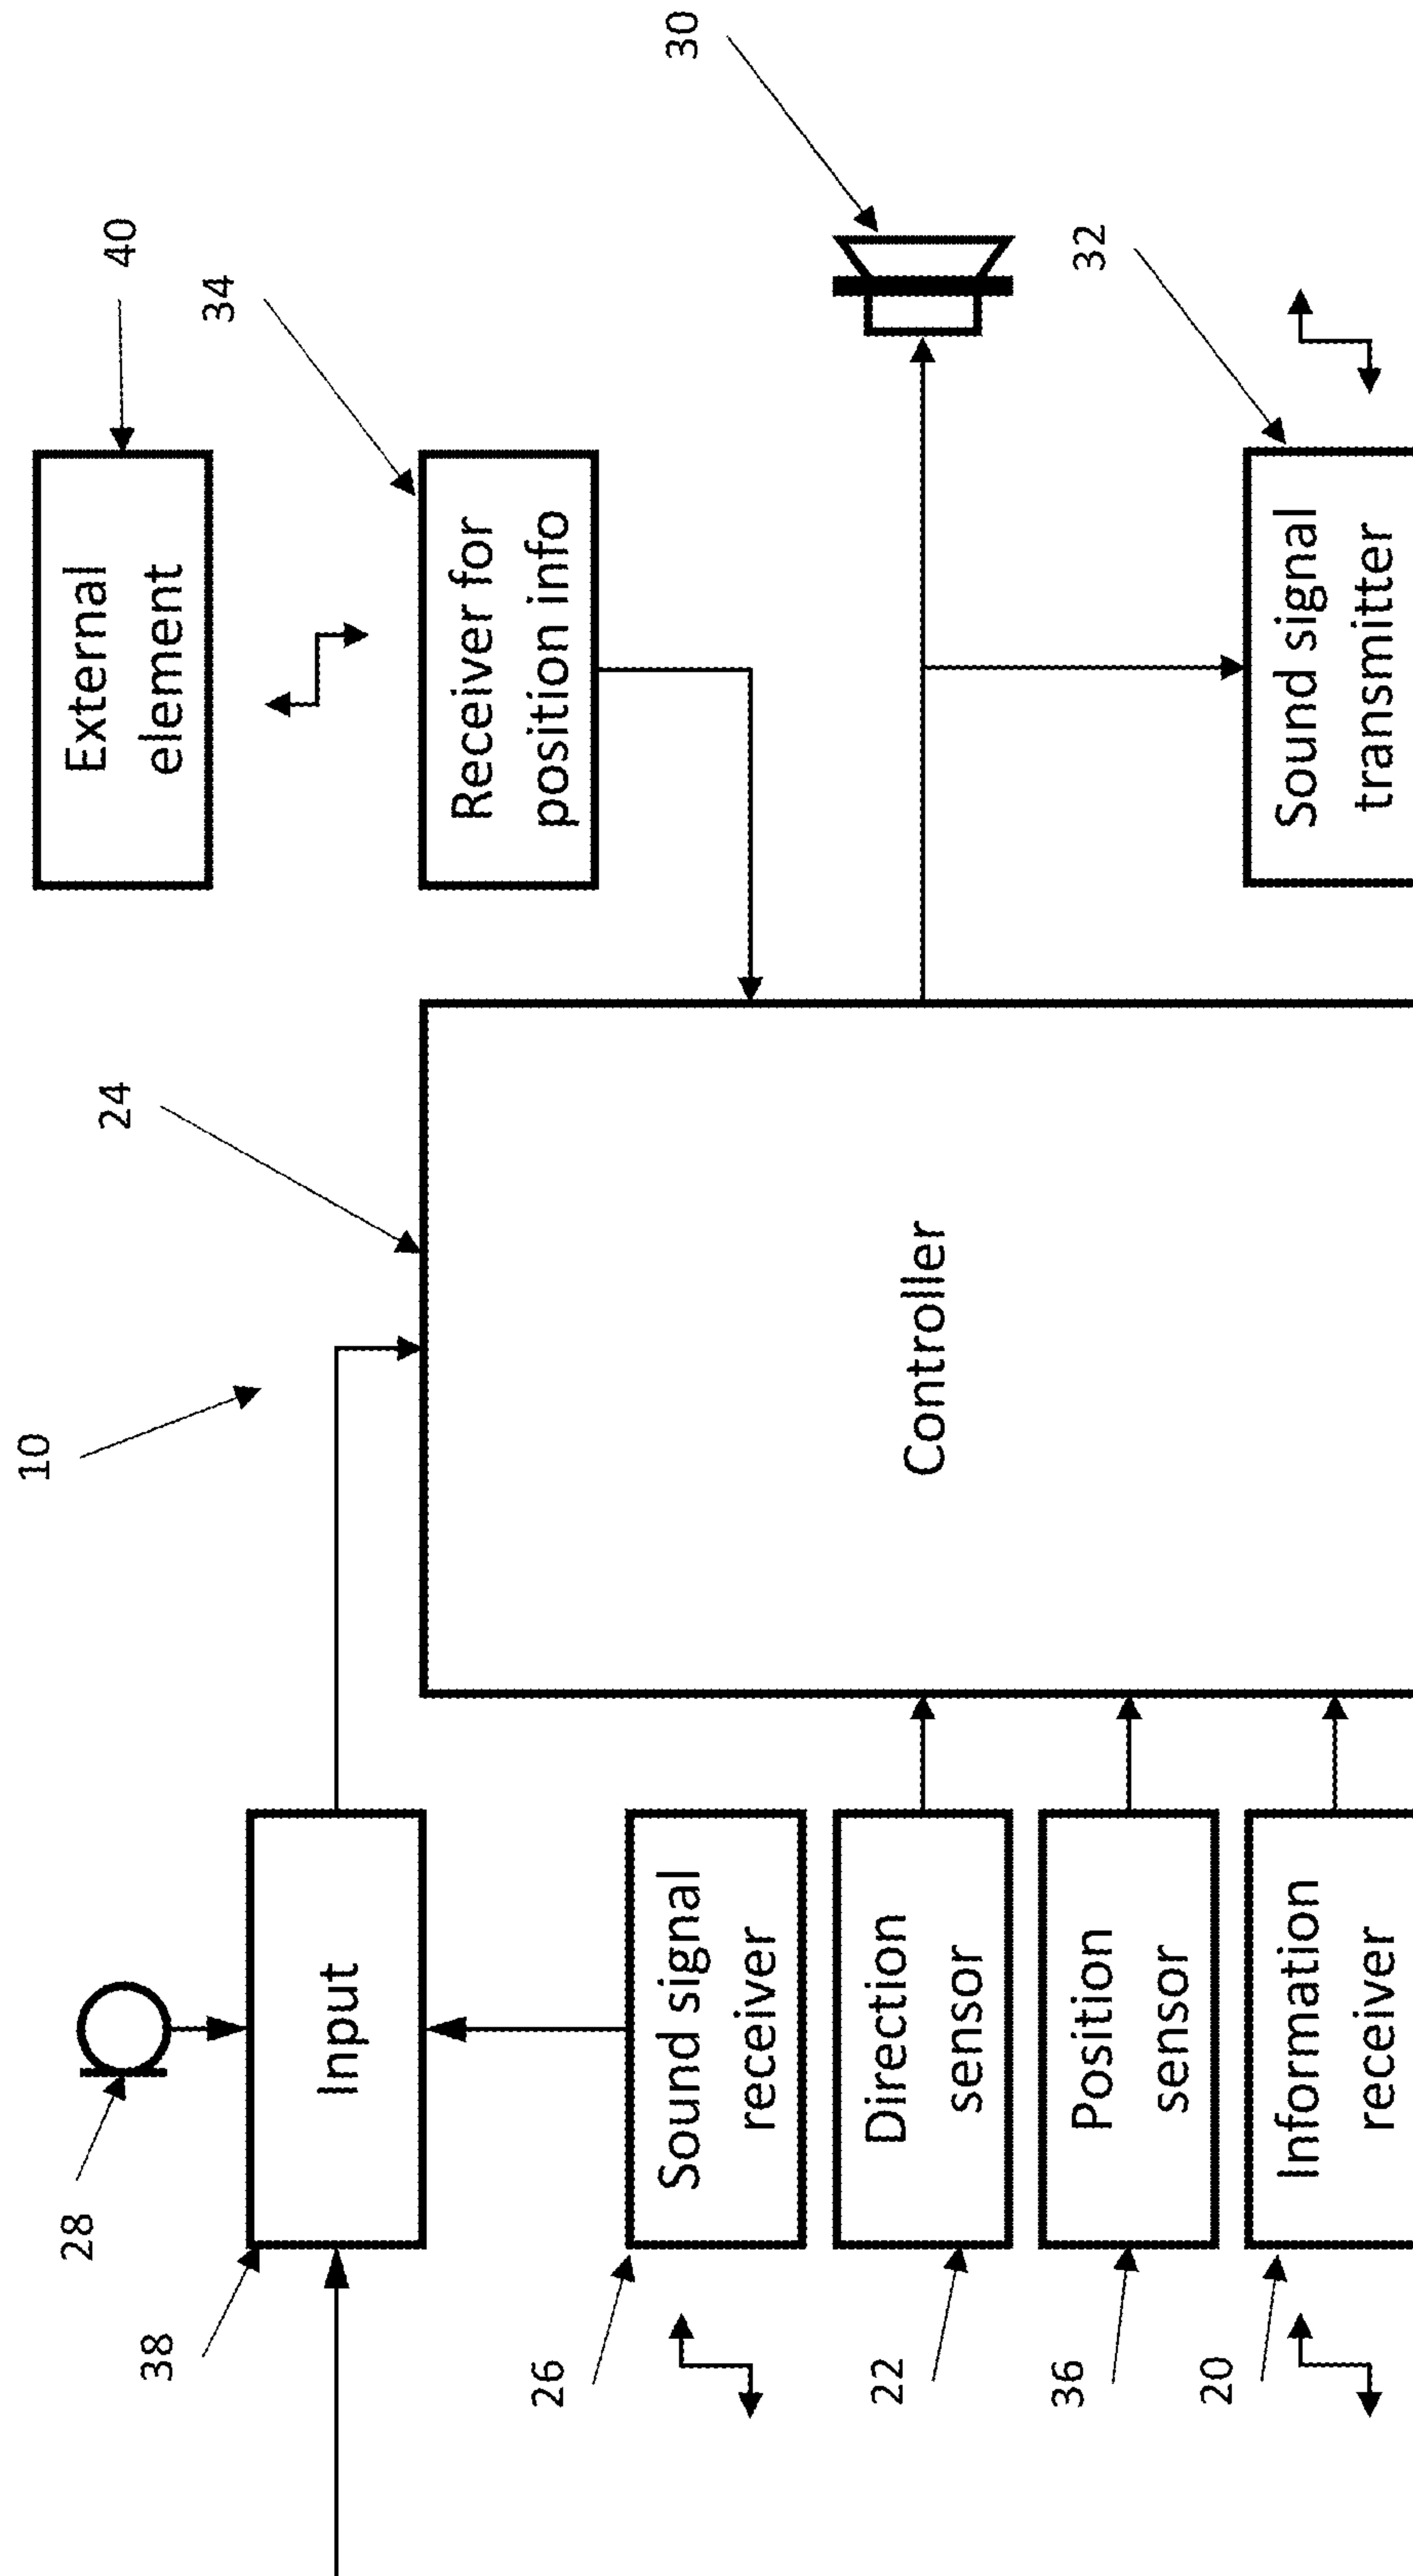 10
28
38
Input
24
40
External
element
34
Receiver for
position info
26
Sound signal
receiver
22
Direction
sensor
36
Position
sensor
20
Information
receiver
Controller
30
32
Sound signal
transmitter